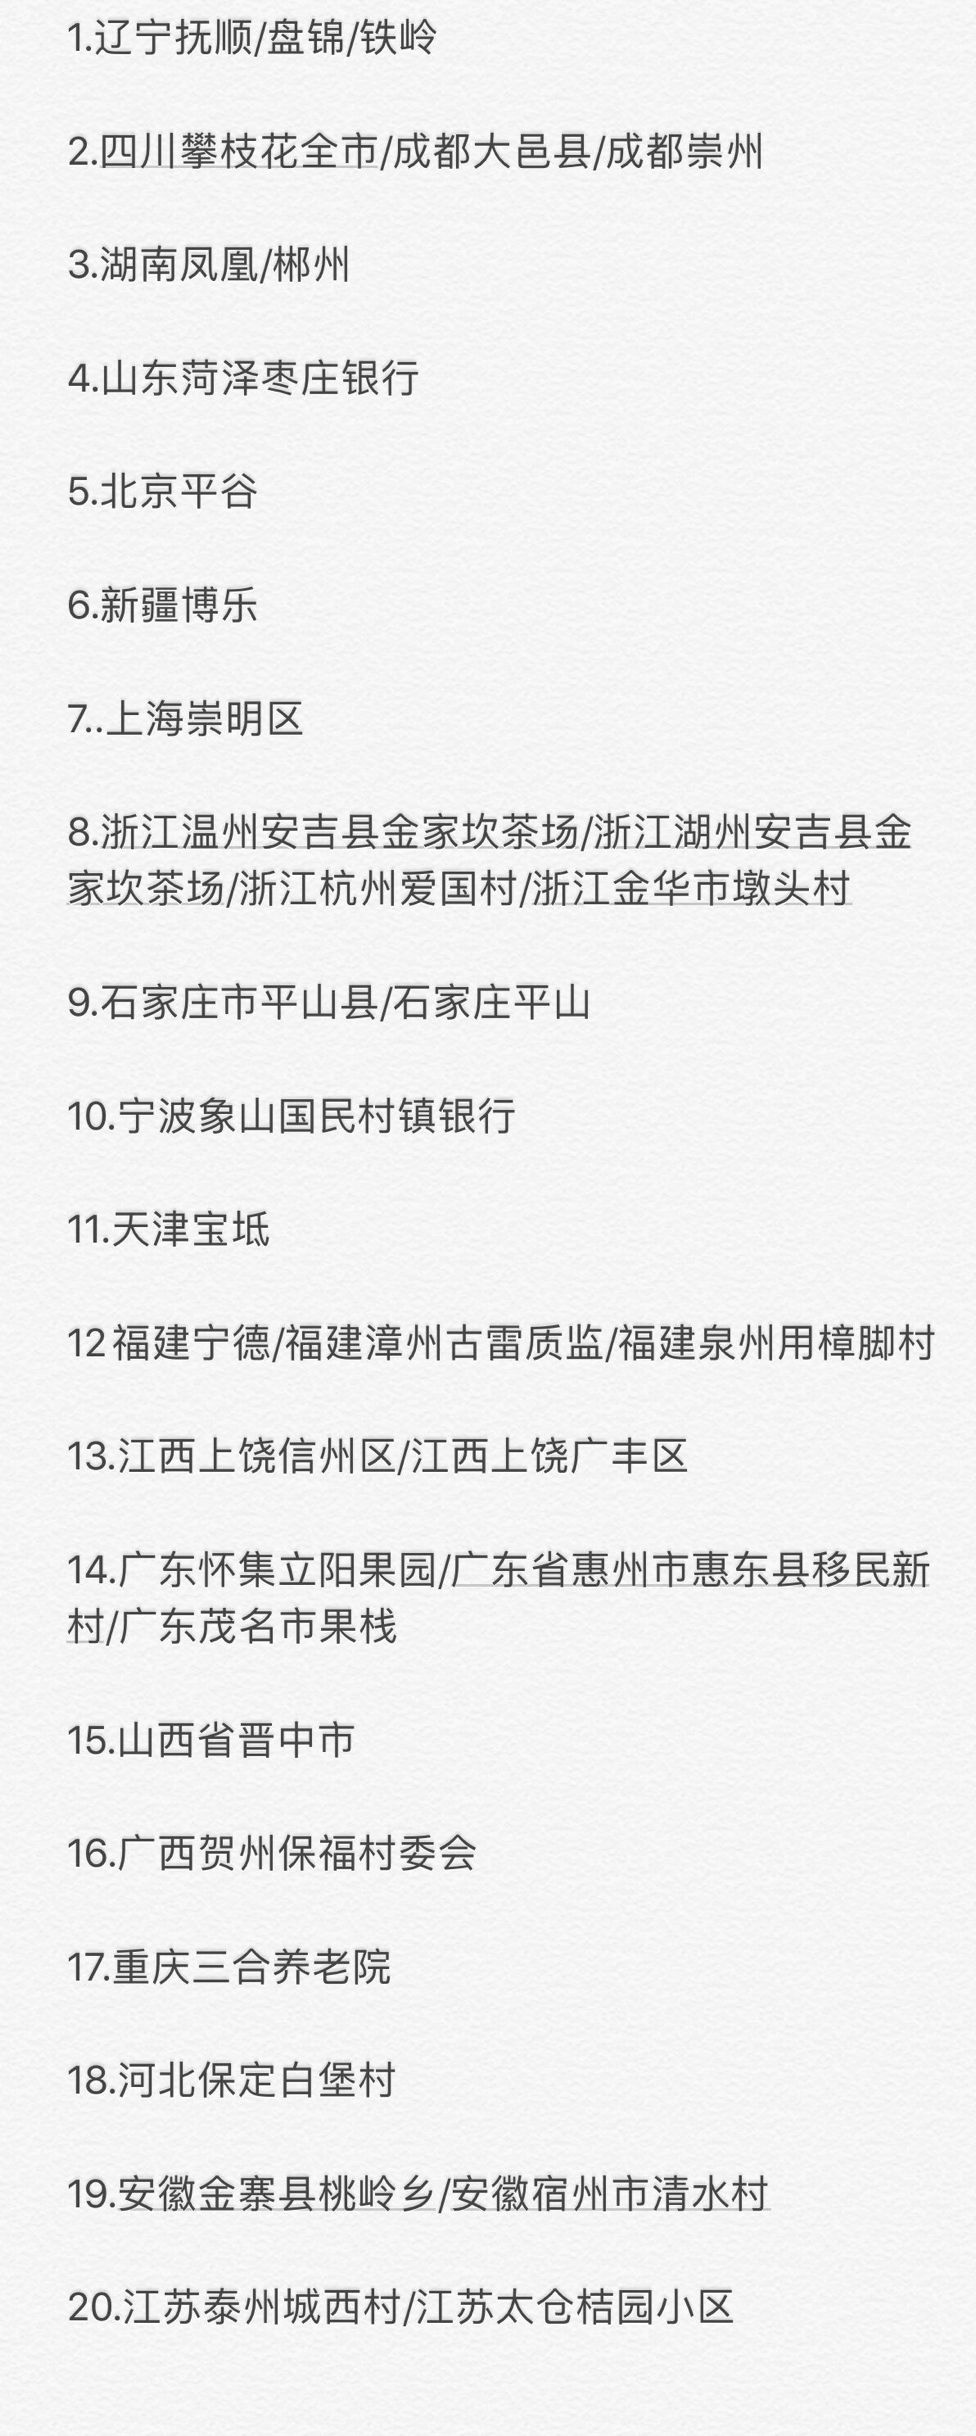 1.辽宁抚顺/盘锦/铁岭
2.四川攀枝花全市/成都大邑县/成都崇州
3.湖南凤凰/郴州
4.山东菏泽枣庄银行
5.北京平谷
6.新疆博乐
7..上海崇明区
8.浙江温州安吉县金家坎茶场/浙江湖州安吉县金
家坎茶场/浙江杭州爱国村/浙江金华市墩头村
9.石家庄市平山县/石家庄平山
10.宁波象山国民村镇银行
11.天津宝坻
12福建宁德/福建漳州古雷质监/福建泉州用樟脚村
13.江西上饶信州区/江西上饶广丰区
14.广东怀集立阳果园/广东省惠州市惠东县移民新
村/广东茂名市果栈
15.山西省晋中市
16.广西贺州保福村委会
17.重庆三合养老院
18.河北保定白堡村
19.安徽金寨县桃岭乡/安徽宿州市清水村
20.江苏泰州城西村/江苏太仓桔园小区